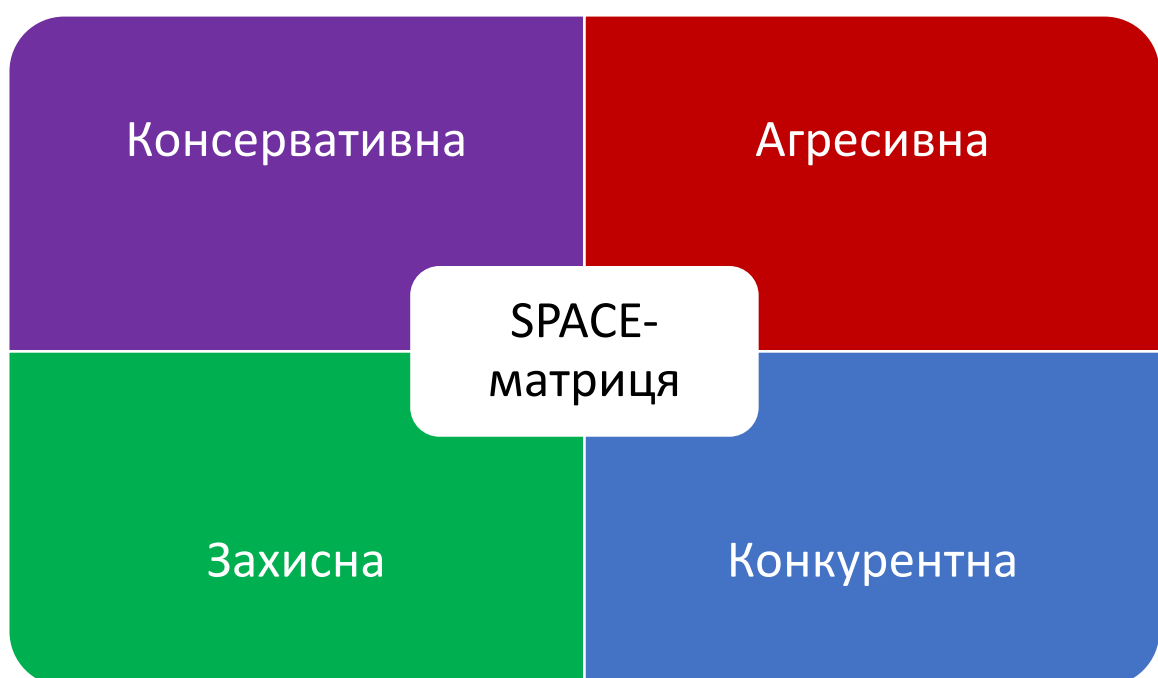 Консервативна
Агресивна
SPACE-
матриця
Захисна
Конкурентна